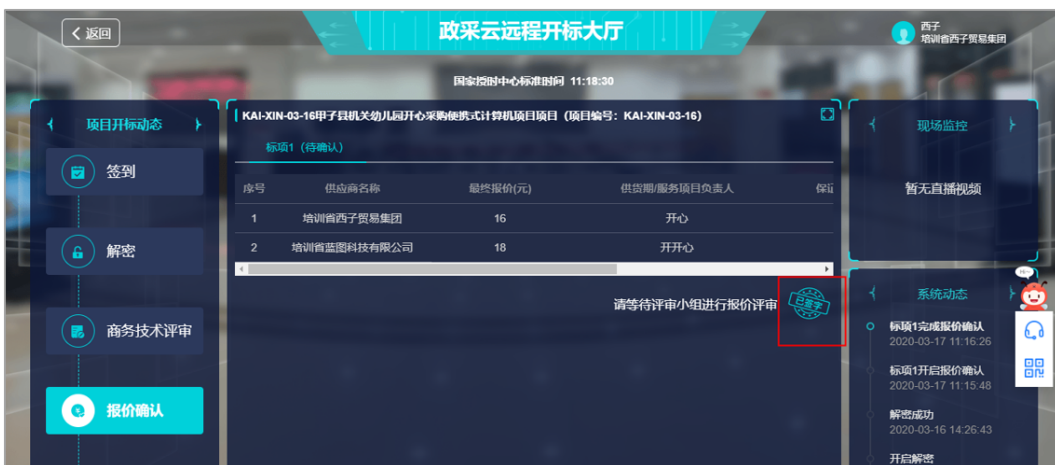 返回
政采云远程开标大厅
西子
培训省西子贸易集团
国家授时中心标准时间 11:18:30
项目开标动态
签到
解密
商务技术评审
报价确认
KAI-XIN-03-16甲子县机关幼儿园开心采购便携式计算机项目项目（项目编号：KAI-XIN-03-16）
标项1（待确认）
序号 供应商名称 最终报价(元) 供货期/服务项目负责人 保证
1 培训省西子贸易集团 16 开心
2 培训省蓝图科技有限公司 18 开开心
请等待评审小组进行报价评审
已签字
现场监控
暂无直播视频
系统动态
标项1完成报价确认
2020-03-17 11:16:26
标项1开启报价确认
2020-03-17 11:15:48
解密成功
2020-03-16 14:26:43
开启解密